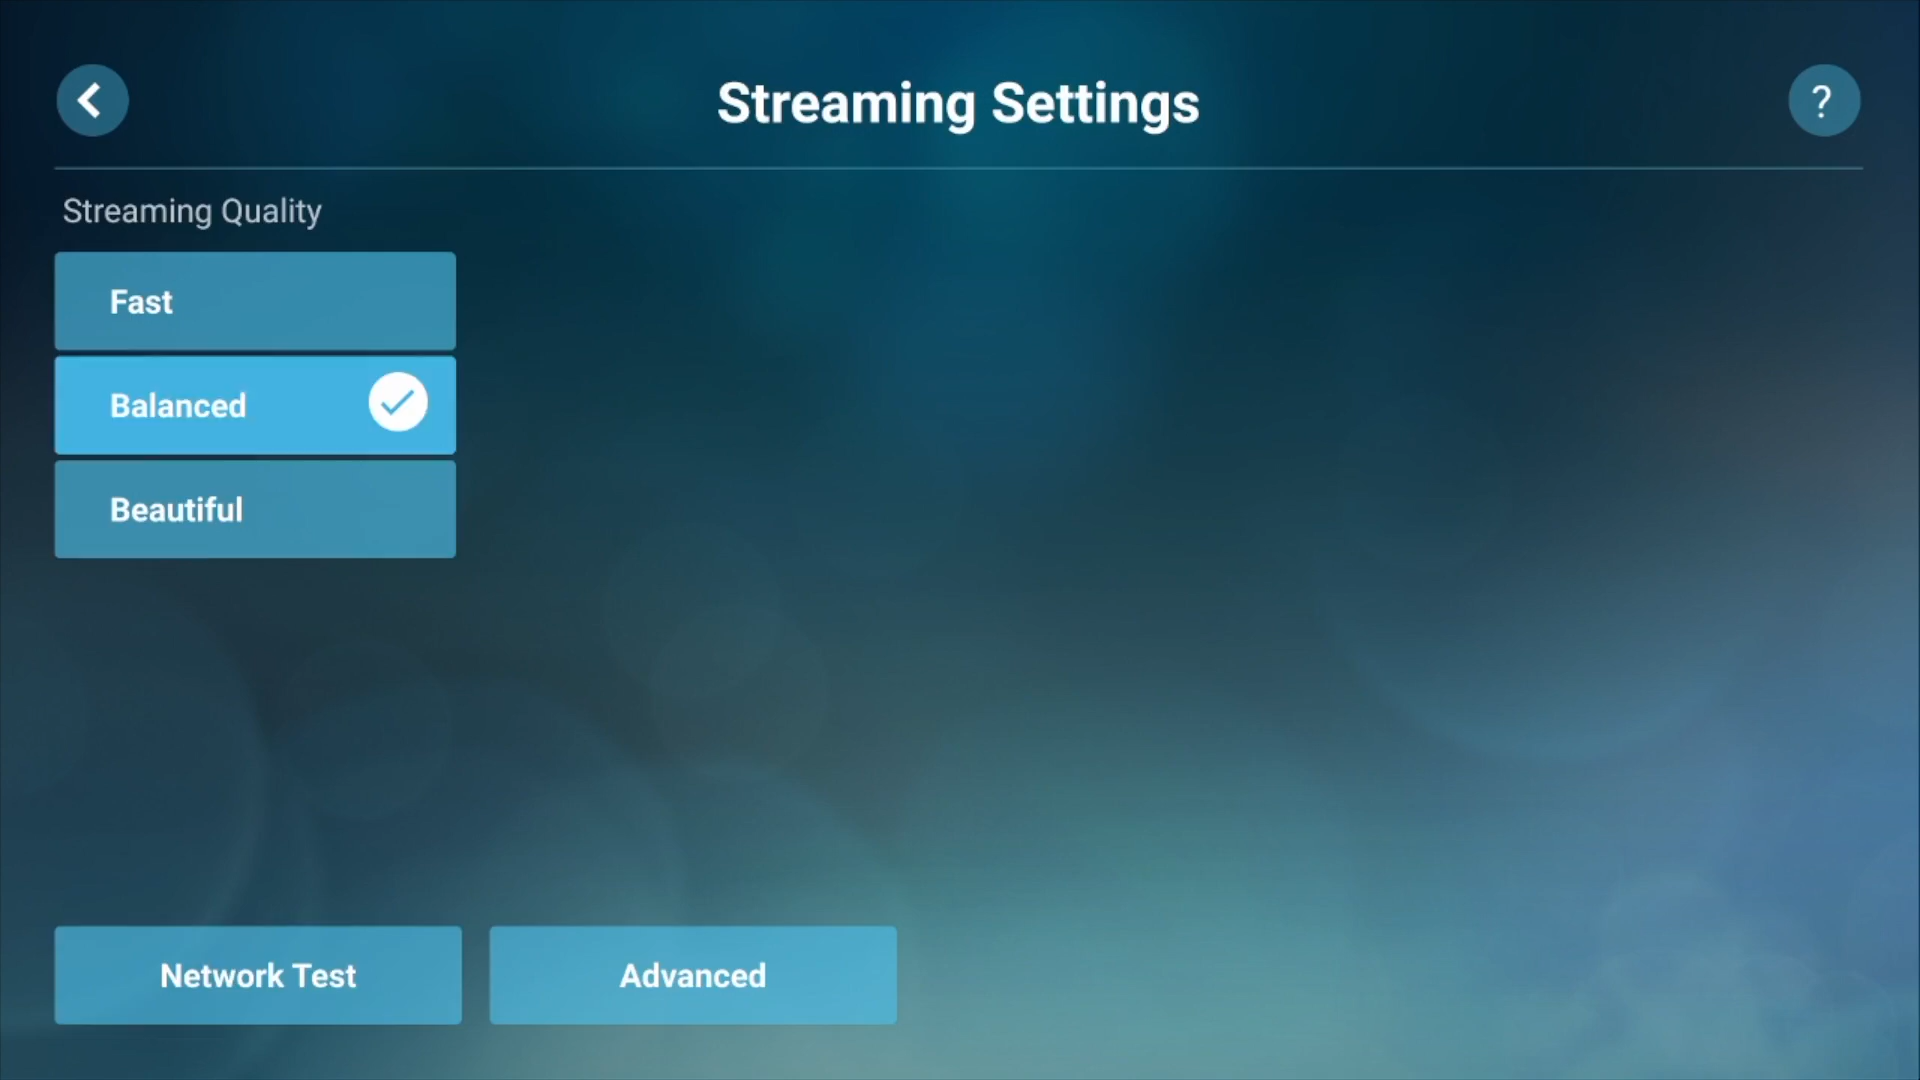 Streaming Settings
?
Streaming Quality
Fast
Balanced
Beautiful
Network Test
Advanced